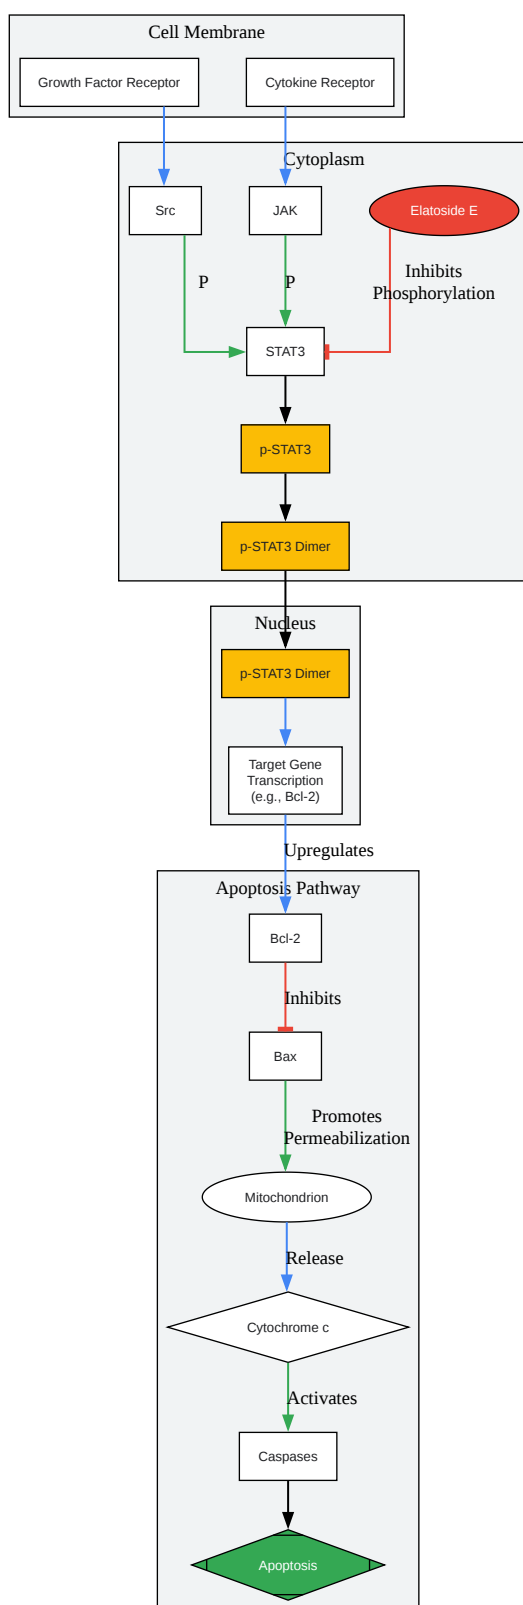 Cell Membrane
Growth Factor Receptor
Cytokine Receptor
Cytoplasm
Src
JAK
Elatoside E
P
P
Inhibits
Phosphorylation
STAT3
p-STAT3
p-STAT3 Dimer
Nucleus
p-STAT3 Dimer
Target Gene
Transcription
(e.g., Bcl-2)
Upregulates
Apoptosis Pathway
Bcl-2
Inhibits
Bax
Promotes
Permeabilization
Mitochondrion
Release
Cytochrome c
Activates
Caspases
Apoptosis